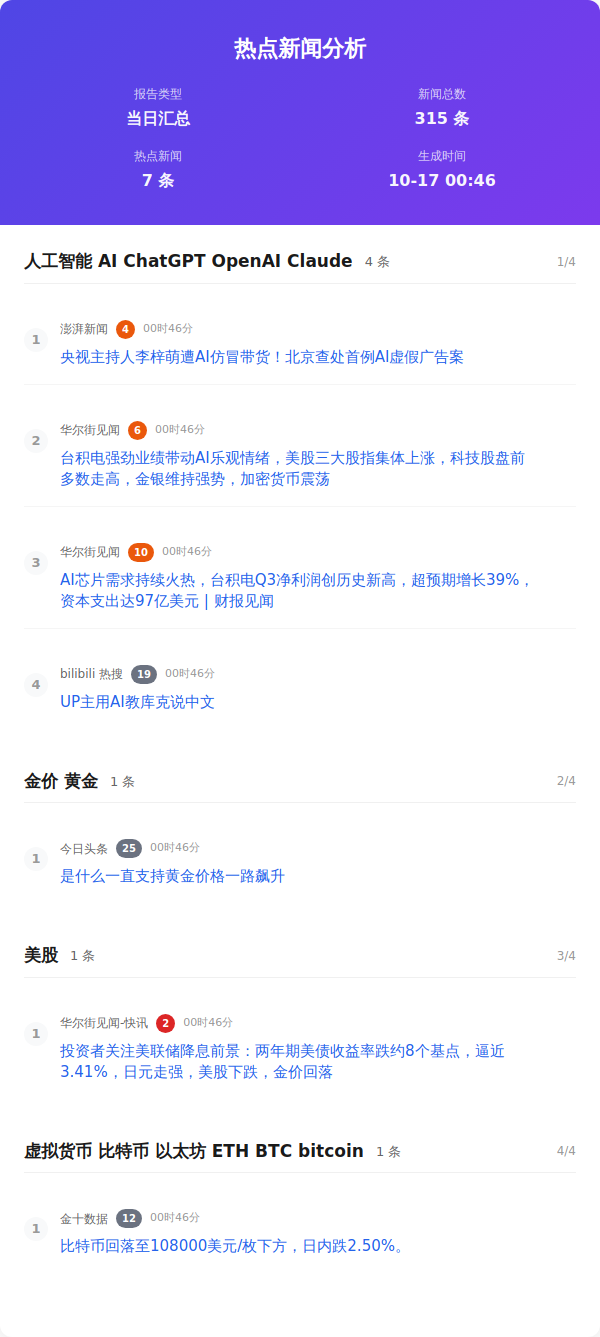 热点新闻分析
报告类型
新闻总数
当日汇总
315 条
热点新闻
生成时间
7 条
10-17 00:46
人工智能 AI ChatGPT OpenAI Claude 4 条 1/4
1 澎湃新闻 4 00时46分
央视主持人李梓萌遭AI仿冒带货！北京查处首例AI虚假广告案
2 华尔街见闻 6 00时46分
台积电强劲业绩带动AI乐观情绪，美股三大股指集体上涨，科技股盘前
多数走高，金银维持强势，加密货币震荡
3 华尔街见闻 10 00时46分
AI芯片需求持续火热，台积电Q3净利润创历史新高，超预期增长39%，
资本支出达97亿美元 | 财报见闻
4 bilibili 热搜 19 00时46分
UP主用AI教库克说中文
金价 黄金 1 条 2/4
1 今日头条 25 00时46分
是什么一直支持黄金价格一路飙升
美股 1 条 3/4
1 华尔街见闻-快讯 2 00时46分
投资者关注美联储降息前景：两年期美债收益率跌约8个基点，逼近
3.41%，日元走强，美股下跌，金价回落
虚拟货币 比特币 以太坊 ETH BTC bitcoin 1 条 4/4
1 金十数据 12 00时46分
比特币回落至108000美元/枚下方，日内跌2.50%。